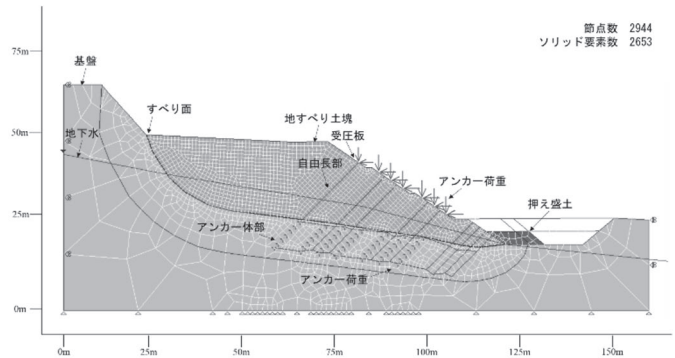 節点数 2944
ソリッド要素数 2653
75m
基盤
すべり面
地すべり土塊
受圧板
50m
地下水
自由長部
アンカー荷重
押え盛土
25m
アンカー体部
アンカー荷重
0m
0m
25m
50m
75m
100m
125m
150m